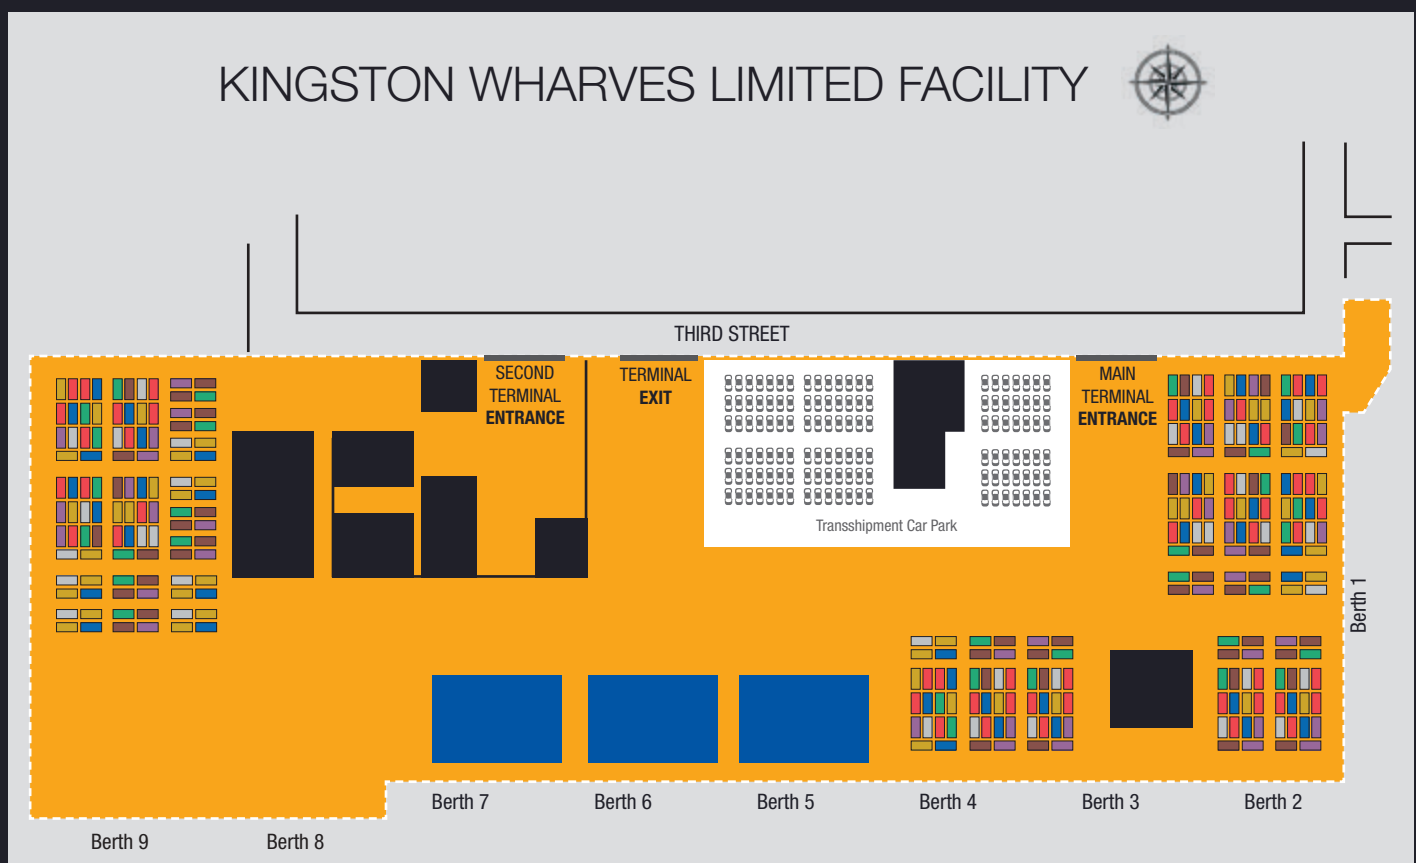 KINGSTON WHARVES LIMITED FACILITY
THIRD STREET
SECOND
TERMINAL
ENTRANCE
TERMINAL
EXIT
MAIN
TERMINAL
ENTRANCE
Transshipment Car Park
Berth 1
Berth 7
Berth 6
Berth 5
Berth 4
Berth 3
Berth 2
Berth 9
Berth 8